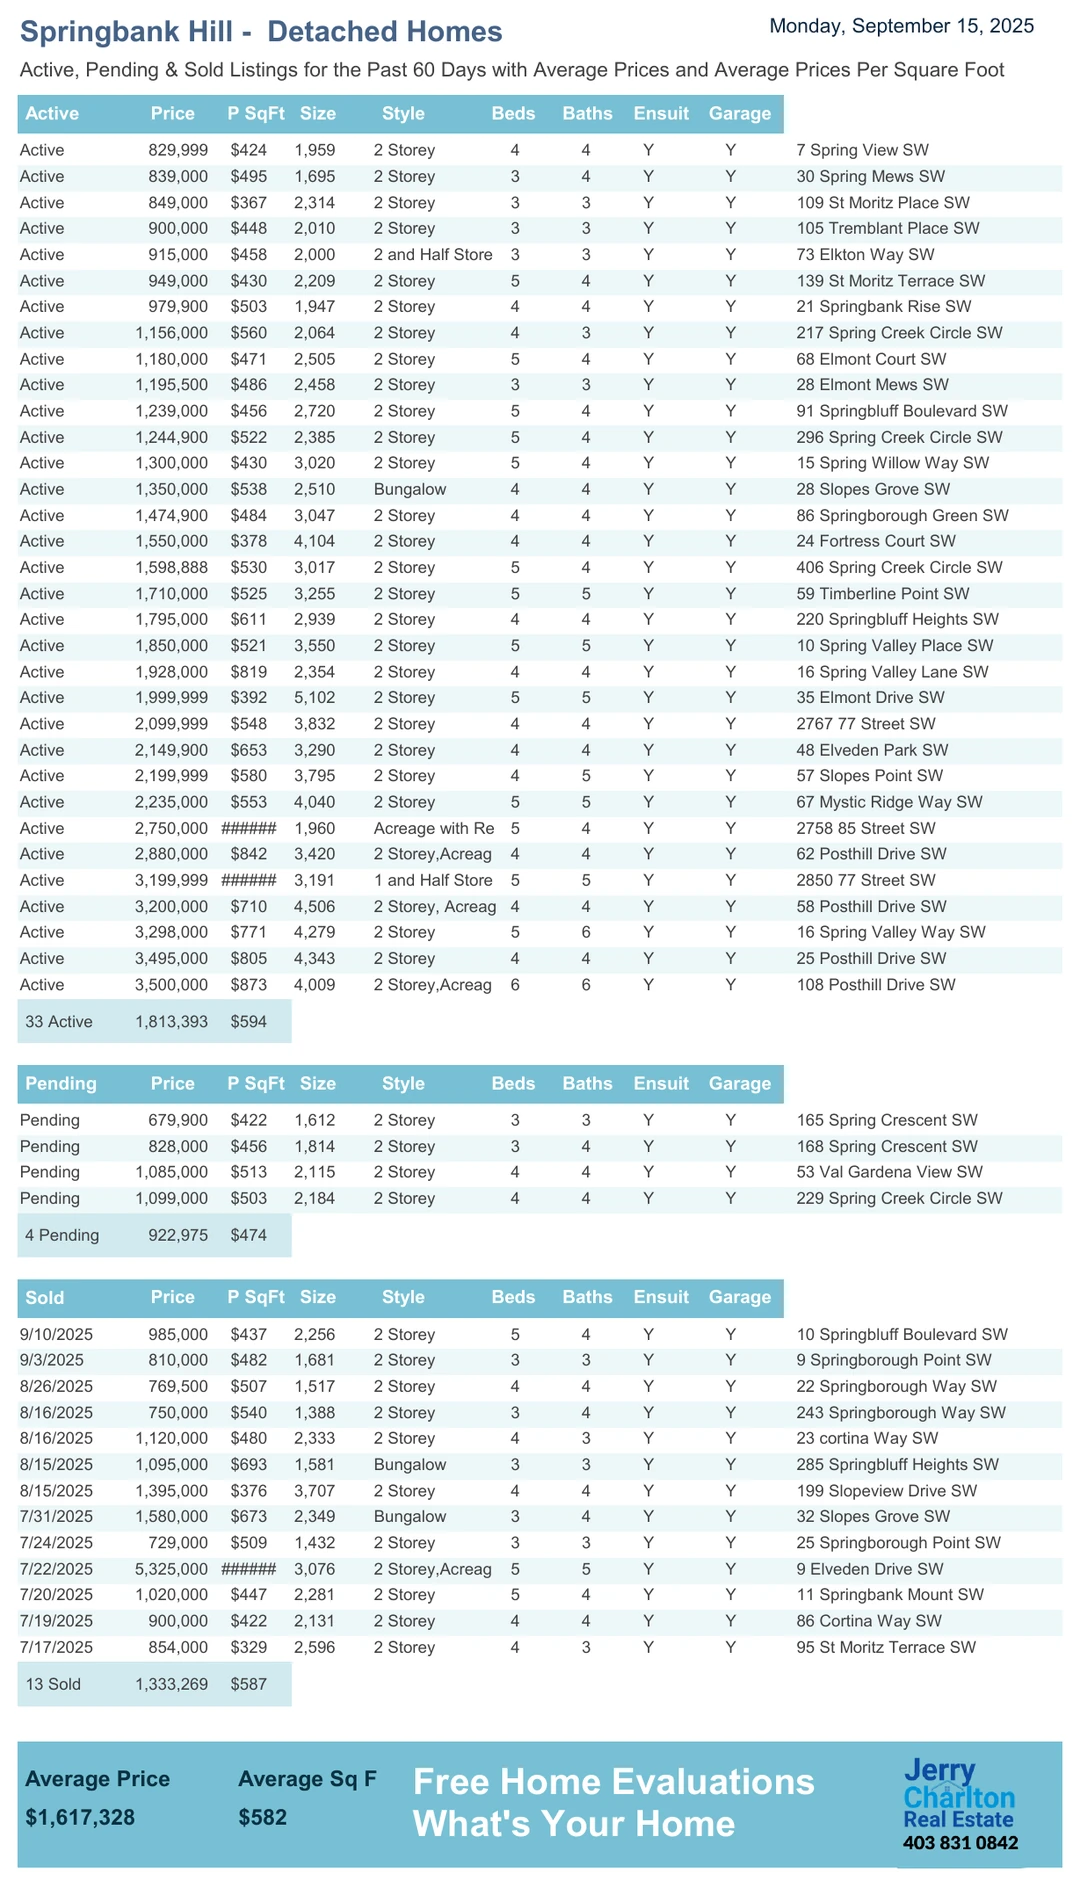 Springbank Hill - Detached Homes
Monday, September 15, 2025
Active, Pending & Sold Listings for the Past 60 Days with Average Prices and Average Prices Per Square Foot
Active Price P SqFt Size Style Beds Baths Ensuit Garage
Active 829,999 $424 1,959 2 Storey 4 4 Y Y 7 Spring View SW
Active 839,000 $495 1,695 2 Storey 3 4 Y Y 30 Spring Mews SW
Active 849,000 $367 2,314 2 Storey 3 3 Y Y 109 St Moritz Place SW
Active 900,000 $448 2,010 2 Storey 3 3 Y Y 105 Tremblant Place SW
Active 915,000 $458 2,000 2 and Half Store 3 3 Y Y 73 Elkton Way SW
Active 949,000 $430 2,209 2 Storey 5 4 Y Y 139 St Moritz Terrace SW
Active 979,900 $503 1,947 2 Storey 4 4 Y Y 21 Springbank Rise SW
Active 1,156,000 $560 2,064 2 Storey 4 3 Y Y 217 Spring Creek Circle SW
Active 1,180,000 $471 2,505 2 Storey 5 4 Y Y 68 Elmont Court SW
Active 1,195,500 $486 2,458 2 Storey 3 3 Y Y 28 Elmont Mews SW
Active 1,239,000 $456 2,720 2 Storey 5 4 Y Y 91 Springbluff Boulevard SW
Active 1,244,900 $522 2,385 2 Storey 5 4 Y Y 296 Spring Creek Circle SW
Active 1,300,000 $430 3,020 2 Storey 5 4 Y Y 15 Spring Willow Way SW
Active 1,350,000 $538 2,510 Bungalow 4 4 Y Y 28 Slopes Grove SW
Active 1,474,900 $484 3,047 2 Storey 4 4 Y Y 86 Springborough Green SW
Active 1,550,000 $378 4,104 2 Storey 4 4 Y Y 24 Fortress Court SW
Active 1,598,888 $530 3,017 2 Storey 5 4 Y Y 406 Spring Creek Circle SW
Active 1,710,000 $525 3,255 2 Storey 5 5 Y Y 59 Timberline Point SW
Active 1,795,000 $611 2,939 2 Storey 4 4 Y Y 220 Springbluff Heights SW
Active 1,850,000 $521 3,550 2 Storey 5 5 Y Y 10 Spring Valley Place SW
Active 1,928,000 $819 2,354 2 Storey 4 4 Y Y 16 Spring Valley Lane SW
Active 1,999,999 $392 5,102 2 Storey 5 5 Y Y 35 Elmont Drive SW
Active 2,099,999 $548 3,832 2 Storey 4 4 Y Y 2767 77 Street SW
Active 2,149,900 $653 3,290 2 Storey 4 4 Y Y 48 Elveden Park SW
Active 2,199,999 $580 3,795 2 Storey 4 5 Y Y 57 Slopes Point SW
Active 2,235,000 $553 4,040 2 Storey 5 5 Y Y 67 Mystic Ridge Way SW
Active 2,750,000 ###### 1,960 Acreage with Re 5 4 Y Y 2758 85 Street SW
Active 2,880,000 $842 3,420 2 Storey,Acreag 4 4 Y Y 62 Posthill Drive SW
Active 3,199,999 ###### 3,191 1 and Half Store 5 5 Y Y 2850 77 Street SW
Active 3,200,000 $710 4,506 2 Storey, Acreag 4 4 Y Y 58 Posthill Drive SW
Active 3,298,000 $771 4,279 2 Storey 5 6 Y Y 16 Spring Valley Way SW
Active 3,495,000 $805 4,343 2 Storey 4 4 Y Y 25 Posthill Drive SW
Active 3,500,000 $873 4,009 2 Storey,Acreag 6 6 Y Y 108 Posthill Drive SW
33 Active 1,813,393 $594
Pending Price P SqFt Size Style Beds Baths Ensuit Garage
Pending 679,900 $422 1,612 2 Storey 3 3 Y Y 165 Spring Crescent SW
Pending 828,000 $456 1,814 2 Storey 3 4 Y Y 168 Spring Crescent SW
Pending 1,085,000 $513 2,115 2 Storey 4 4 Y Y 53 Val Gardena View SW
Pending 1,099,000 $503 2,184 2 Storey 4 4 Y Y 229 Spring Creek Circle SW
4 Pending 922,975 $474
Sold Price P SqFt Size Style Beds Baths Ensuit Garage
9/10/2025 985,000 $437 2,256 2 Storey 5 4 Y Y 10 Springbluff Boulevard SW
9/3/2025 810,000 $482 1,681 2 Storey 3 3 Y Y 9 Springborough Point SW
8/26/2025 769,500 $507 1,517 2 Storey 4 4 Y Y 22 Springborough Way SW
8/16/2025 750,000 $540 1,388 2 Storey 3 4 Y Y 243 Springborough Way SW
8/16/2025 1,120,000 $480 2,333 2 Storey 4 3 Y Y 23 cortina Way SW
8/15/2025 1,095,000 $693 1,581 Bungalow 3 3 Y Y 285 Springbluff Heights SW
8/15/2025 1,395,000 $376 3,707 2 Storey 4 4 Y Y 199 Slopeview Drive SW
7/31/2025 1,580,000 $673 2,349 Bungalow 3 4 Y Y 32 Slopes Grove SW
7/24/2025 729,000 $509 1,432 2 Storey 3 3 Y Y 25 Springborough Point SW
7/22/2025 5,325,000 ###### 3,076 2 Storey,Acreag 5 5 Y Y 9 Elveden Drive SW
7/20/2025 1,020,000 $447 2,281 2 Storey 5 4 Y Y 11 Springbank Mount SW
7/19/2025 900,000 $422 2,131 2 Storey 4 4 Y Y 86 Cortina Way SW
7/17/2025 854,000 $329 2,596 2 Storey 4 3 Y Y 95 St Moritz Terrace SW
13 Sold 1,333,269 $587
Average Price Average Sq F
$1,617,328 $582
Free Home Evaluations
What's Your Home
Jerry
Charlton
Real Estate
403 831 0842